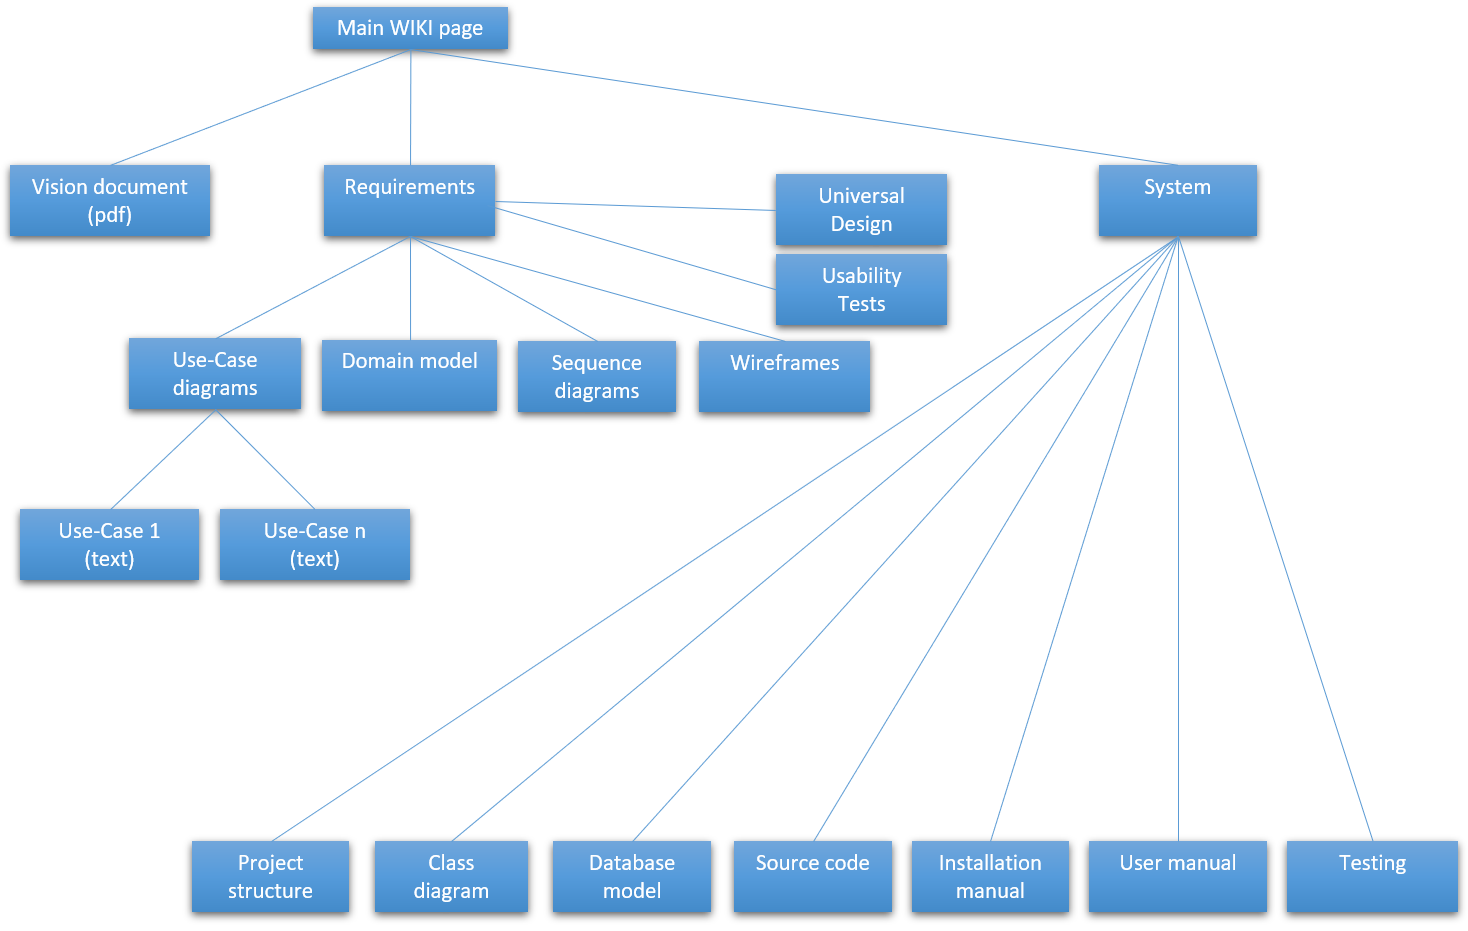 Main WIKI page
Vision document
(pdf)
Requirements
Universal
Design
System
Usability
Tests
Use-Case
diagrams
Domain model
Sequence
diagrams
Wireframes
Use-Case 1
(text)
Use-Case n
(text)
Project
structure
Class
diagram
Database
model
Source code
Installation
manual
User manual
Testing